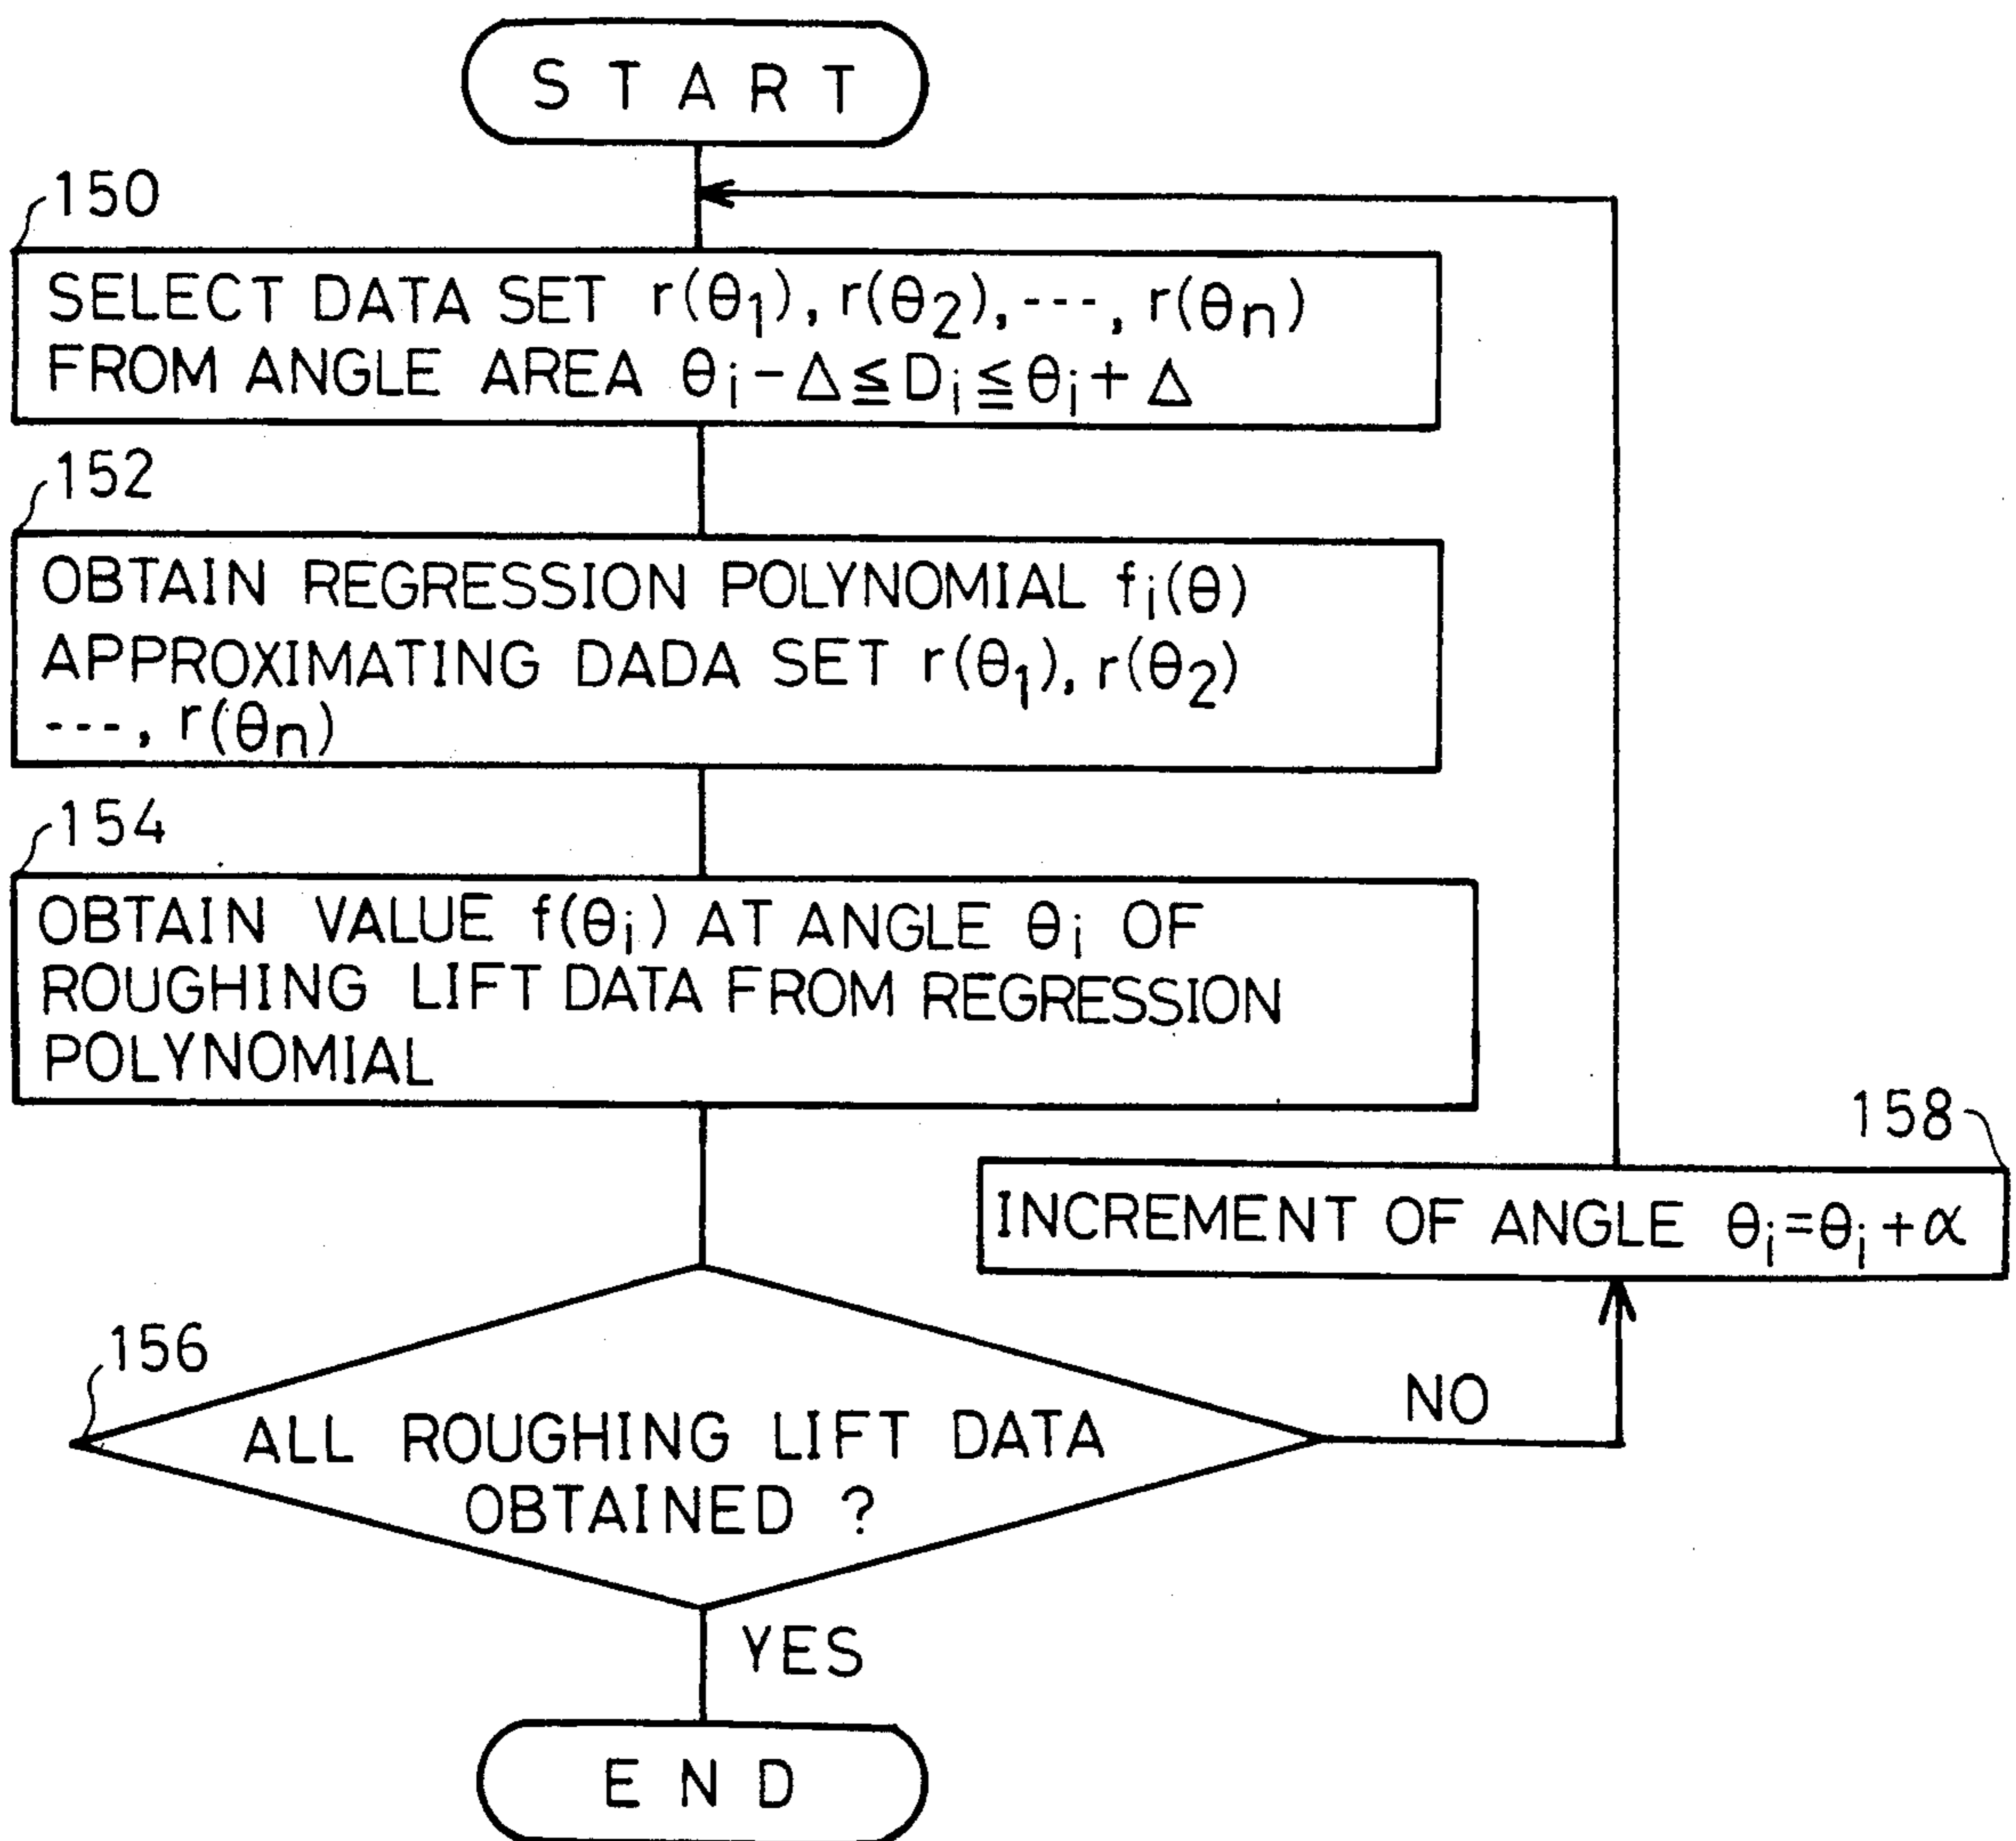 START
150
SELECT DATA SET r(θ1), r(θ2), ---, r(θn)
FROM ANGLE AREA θi-Δ≦Di≦θi+Δ
152
OBTAIN REGRESSION POLYNOMIAL fi(θ)
APPROXIMATING DADA SET r(θ1), r(θ2)
---, r(θn)
154
OBTAIN VALUE f(θi) AT ANGLE θi OF
ROUGHING LIFT DATA FROM REGRESSION
POLYNOMIAL
158
INCREMENT OF ANGLE θi=θi+α
156
ALL ROUGHING LIFT DATA
OBTAINED ?
NO
YES
END